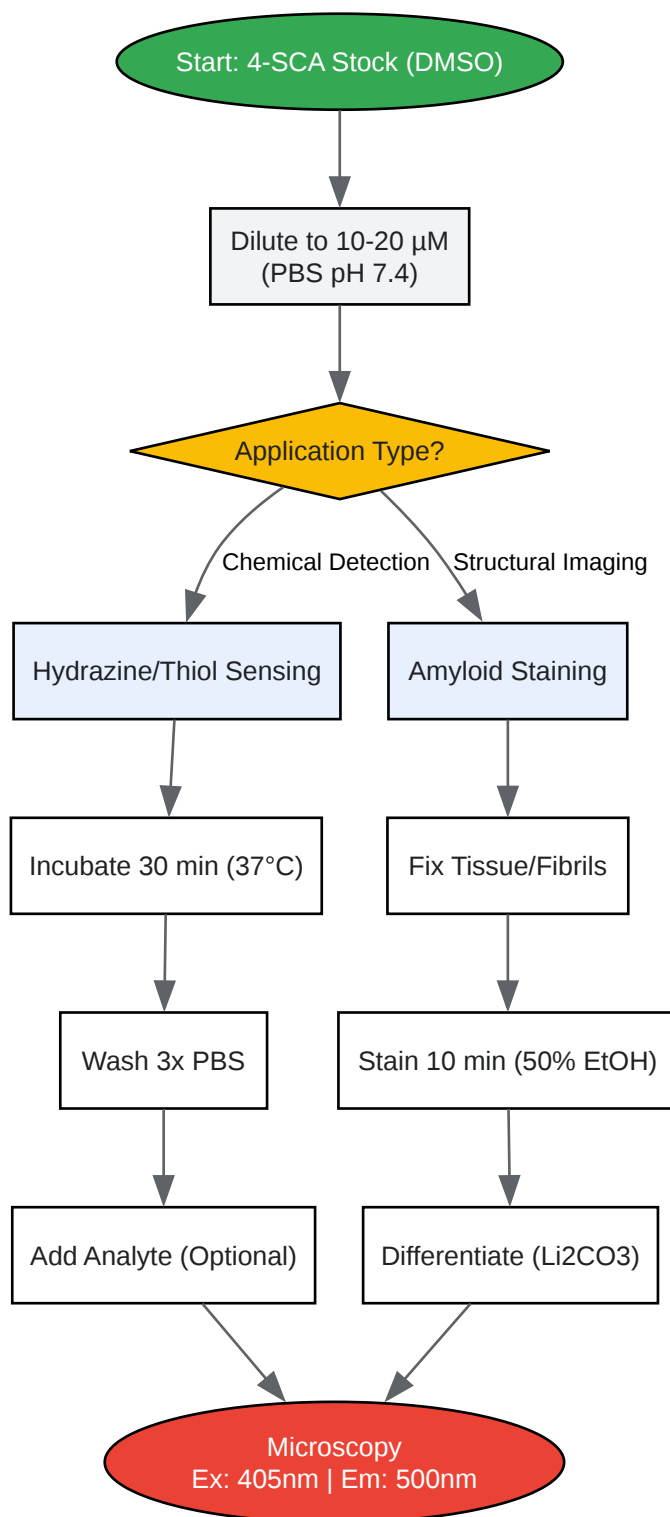 Start: 4-SCA Stock (DMSO)
Dilute to 10-20 µM
(PBS pH 7.4)
Application Type?
Chemical Detection
Structural Imaging
Hydrazine/Thiol Sensing
Amyloid Staining
Incubate 30 min (37°C)
Fix Tissue/Fibrils
Wash 3x PBS
Stain 10 min (50% EtOH)
Add Analyte (Optional)
Differentiate (Li2CO3)
Microscopy
Ex: 405nm | Em: 500nm